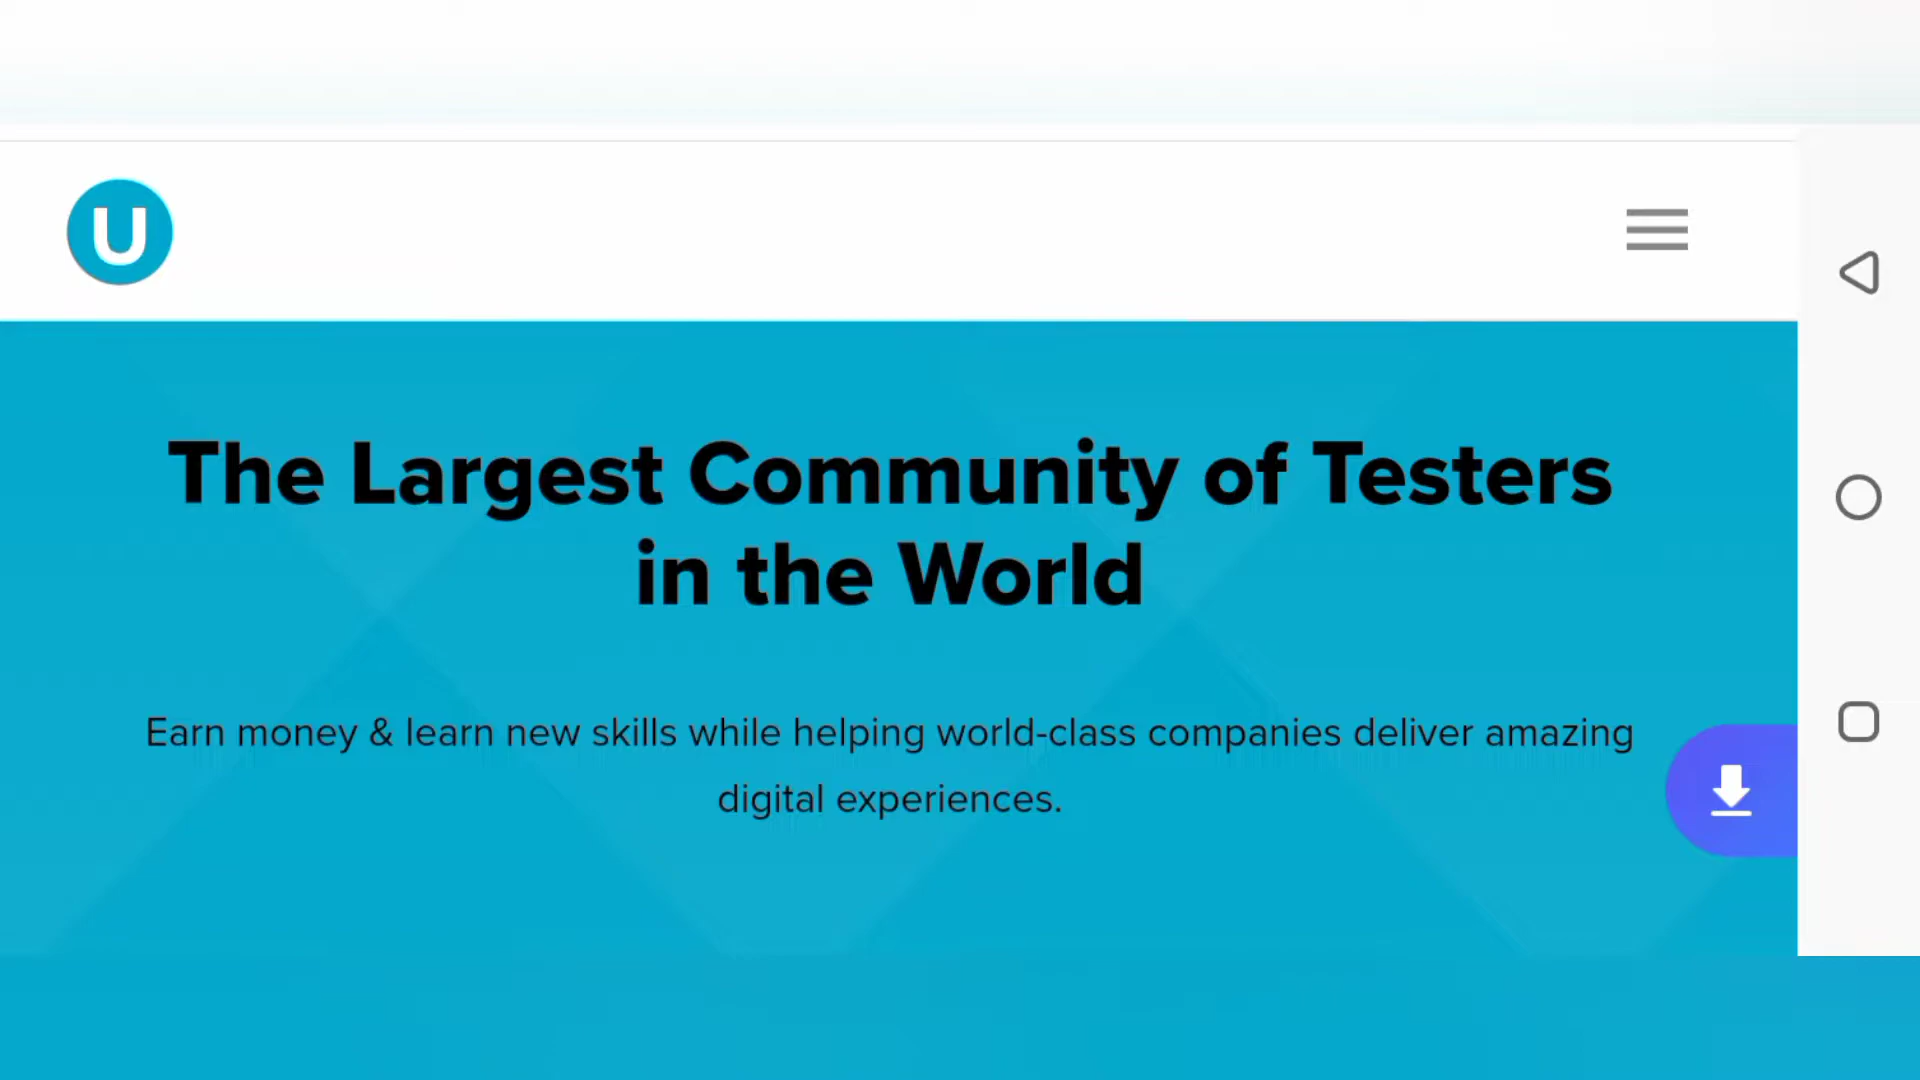 U
The Largest Community of Testers
in the World
Earn money & learn new skills while helping world-class companies deliver amazing
digital experiences.